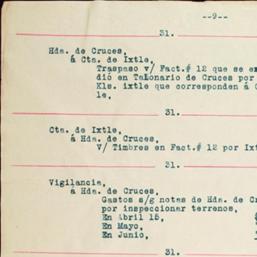 --9--
31.
Hda. de Cruces,
á Cta. de Ixtle,
Traspaso v/ Fact.# 12 que se ex
dió en Talonario de Cruces por
Kls. ixtle que corresponden á C
le,
31.
Cta. de Ixtle,
á Hda. de Cruces,
V/ Timbres en Fact.# 12 por Ixt
31.
Vigilancia,
á Hda. de Cruces,
Gastos s/g notas de Hda. de C
por inspeccionar terrenos,
En Abril 15,
En Mayo,
En Junio,
31.